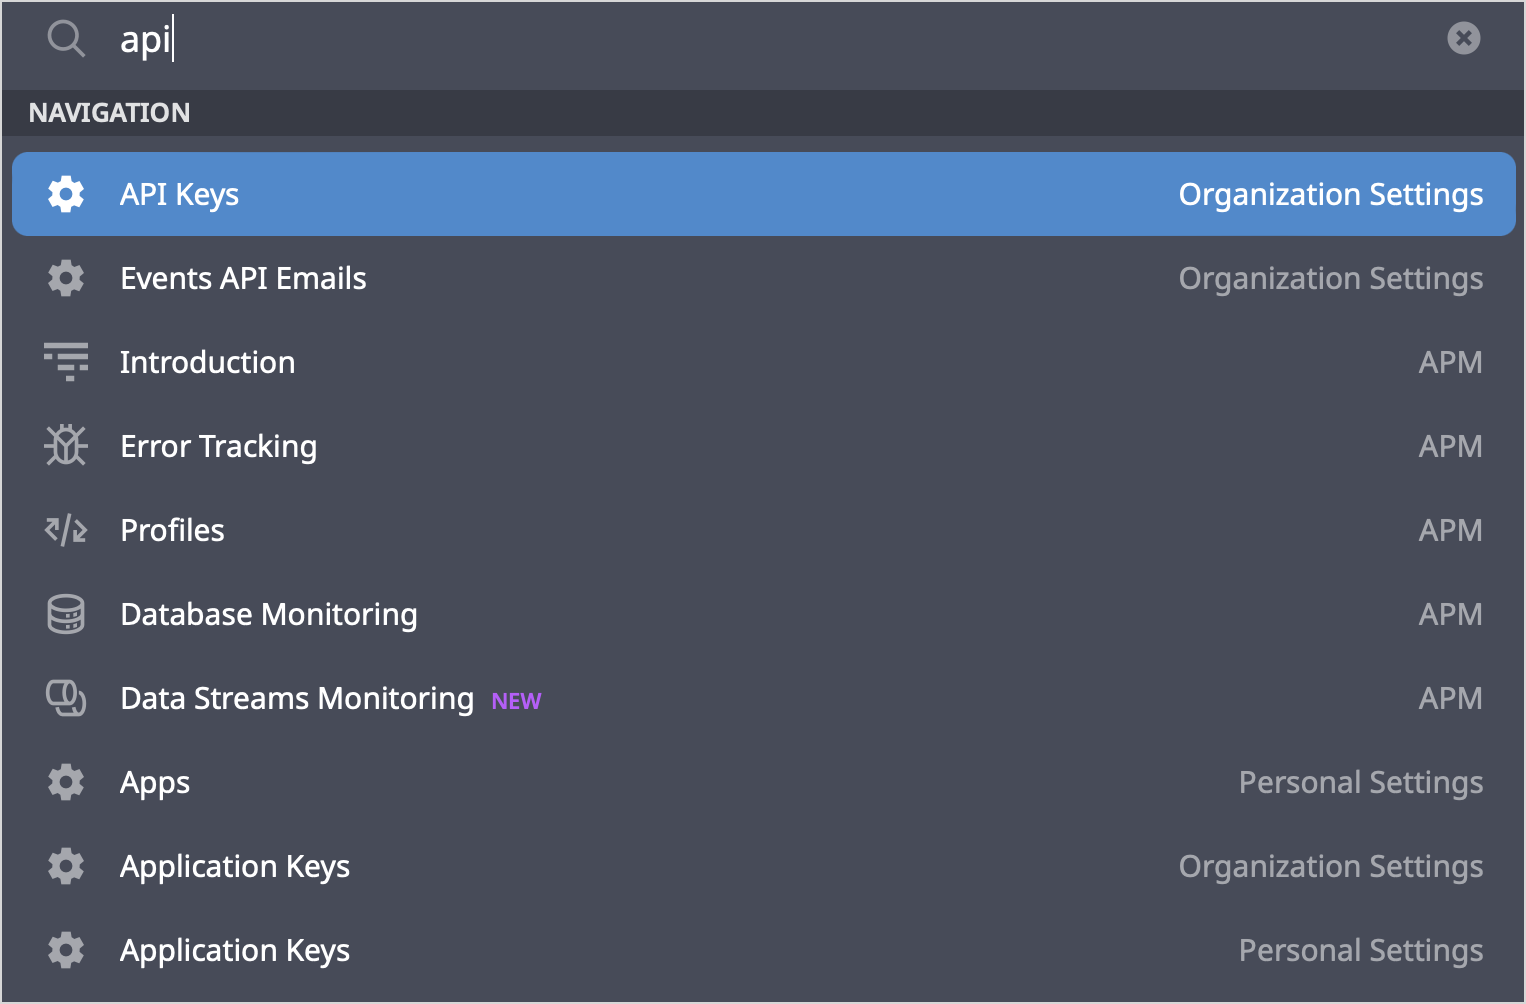 api
NAVIGATION
API Keys Organization Settings
Events API Emails Organization Settings
Introduction APM
Error Tracking APM
Profiles APM
Database Monitoring APM
Data Streams Monitoring NEW APM
Apps Personal Settings
Application Keys Organization Settings
Application Keys Personal Settings